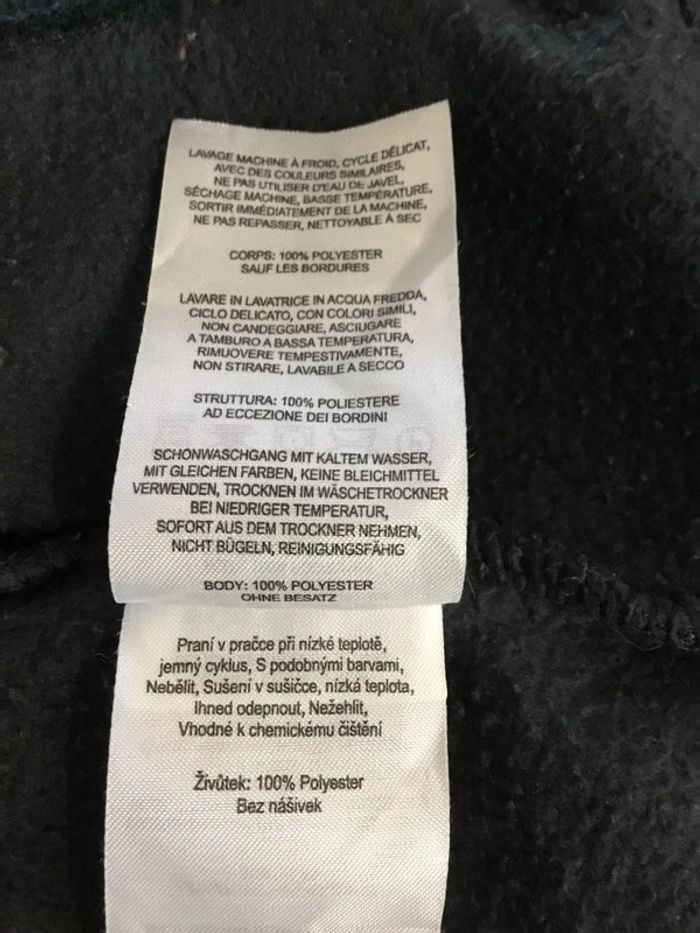 LAVAGE MACHINE À FROID, CYCLE DÉLICAT,
AVEC DES COULEURS SIMILAIRES,
NE PAS UTILISER D'EAU DE JAVEL,
SÉCHAGE MACHINE, BASSE TEMPÉRATURE,
SORTIR IMMÉDIATEMENT DE LA MACHINE,
NE PAS REPASSER, NETTOYABLE À SEC
CORPS: 100% POLYESTER
SAUF LES BORDURES
LAVARE IN LAVATRICE IN ACQUA FREDDA,
CICLO DELICATO, CON COLORI SIMILI,
NON CANDEGGIARE, ASCIUGARE
A TAMBURO A BASSA TEMPERATURA,
RIMUOVERE TEMPESTIVAMENTE,
NON STIRARE, LAVABILE A SECCO
STRUTTURA: 100% POLIESTERE
AD ECCEZIONE DEI BORDINI
SCHONWASCHGANG MIT KALTEM WASSER,
MIT GLEICHEN FARBEN, KEINE BLEICHMITTEL
VERWENDEN, TROCKNEN IM WÄSCHETROCKNER
BEI NIEDRIGER TEMPERATUR,
SOFORT AUS DEM TROCKNER NEHMEN,
NICHT BÜGELN, REINIGUNGSFÄHIG
BODY: 100% POLYESTER
OHNE BESATZ
Praní v pračce při nízké teplotě,
jemný cyklus, S podobnými barvami,
Nebělit, Sušení v sušičce, nízká teplota,
Ihned odepnout, Nežehlit,
Vhodné k chemickému čištění
Živůtek: 100% Polyester
Bez nášivek